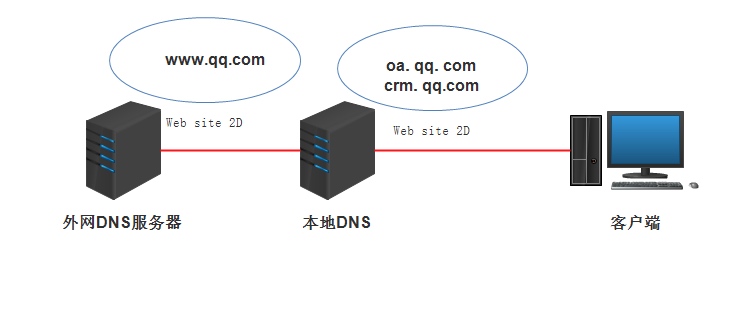 www.qq.com
oa. qq. com
crm. qq.com
Web site 2D
Web site 2D
外网DNS服务器
本地DNS
客户端